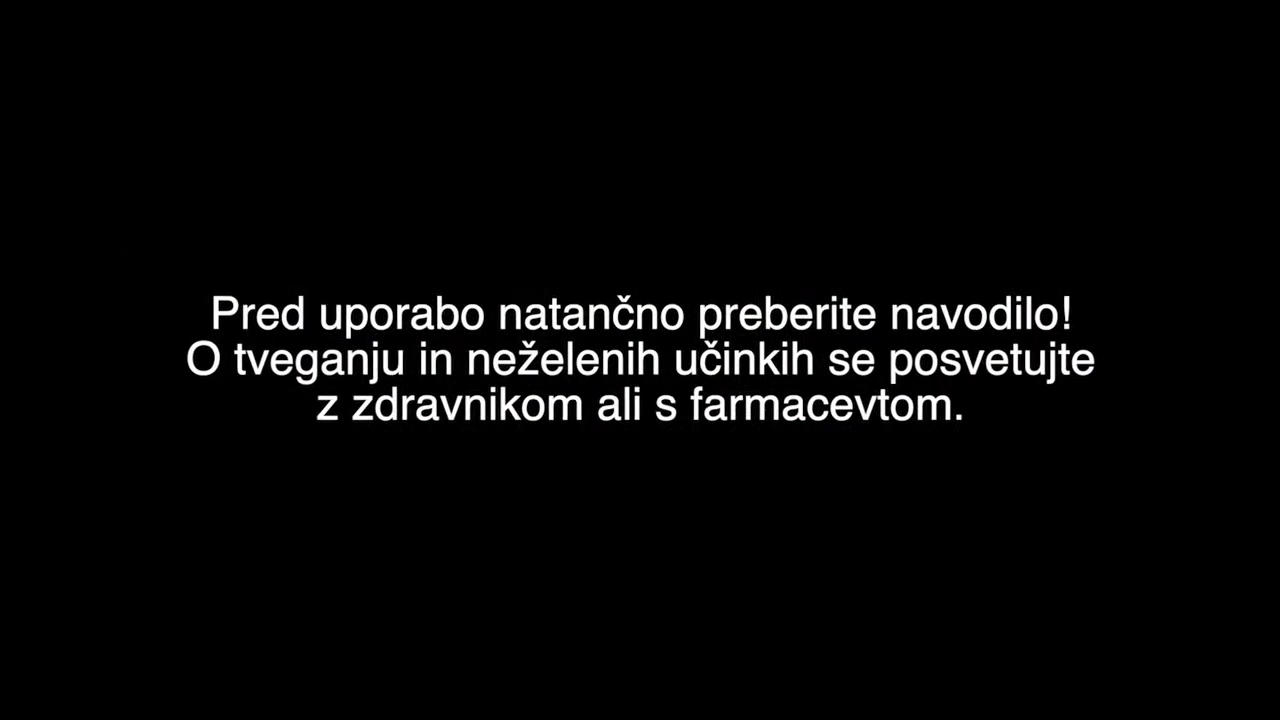 Pred uporabo natančno preberite navodilo!
O tveganju in neželenih učinkih se posvetujte
z zdravnikom ali s farmacevtom.